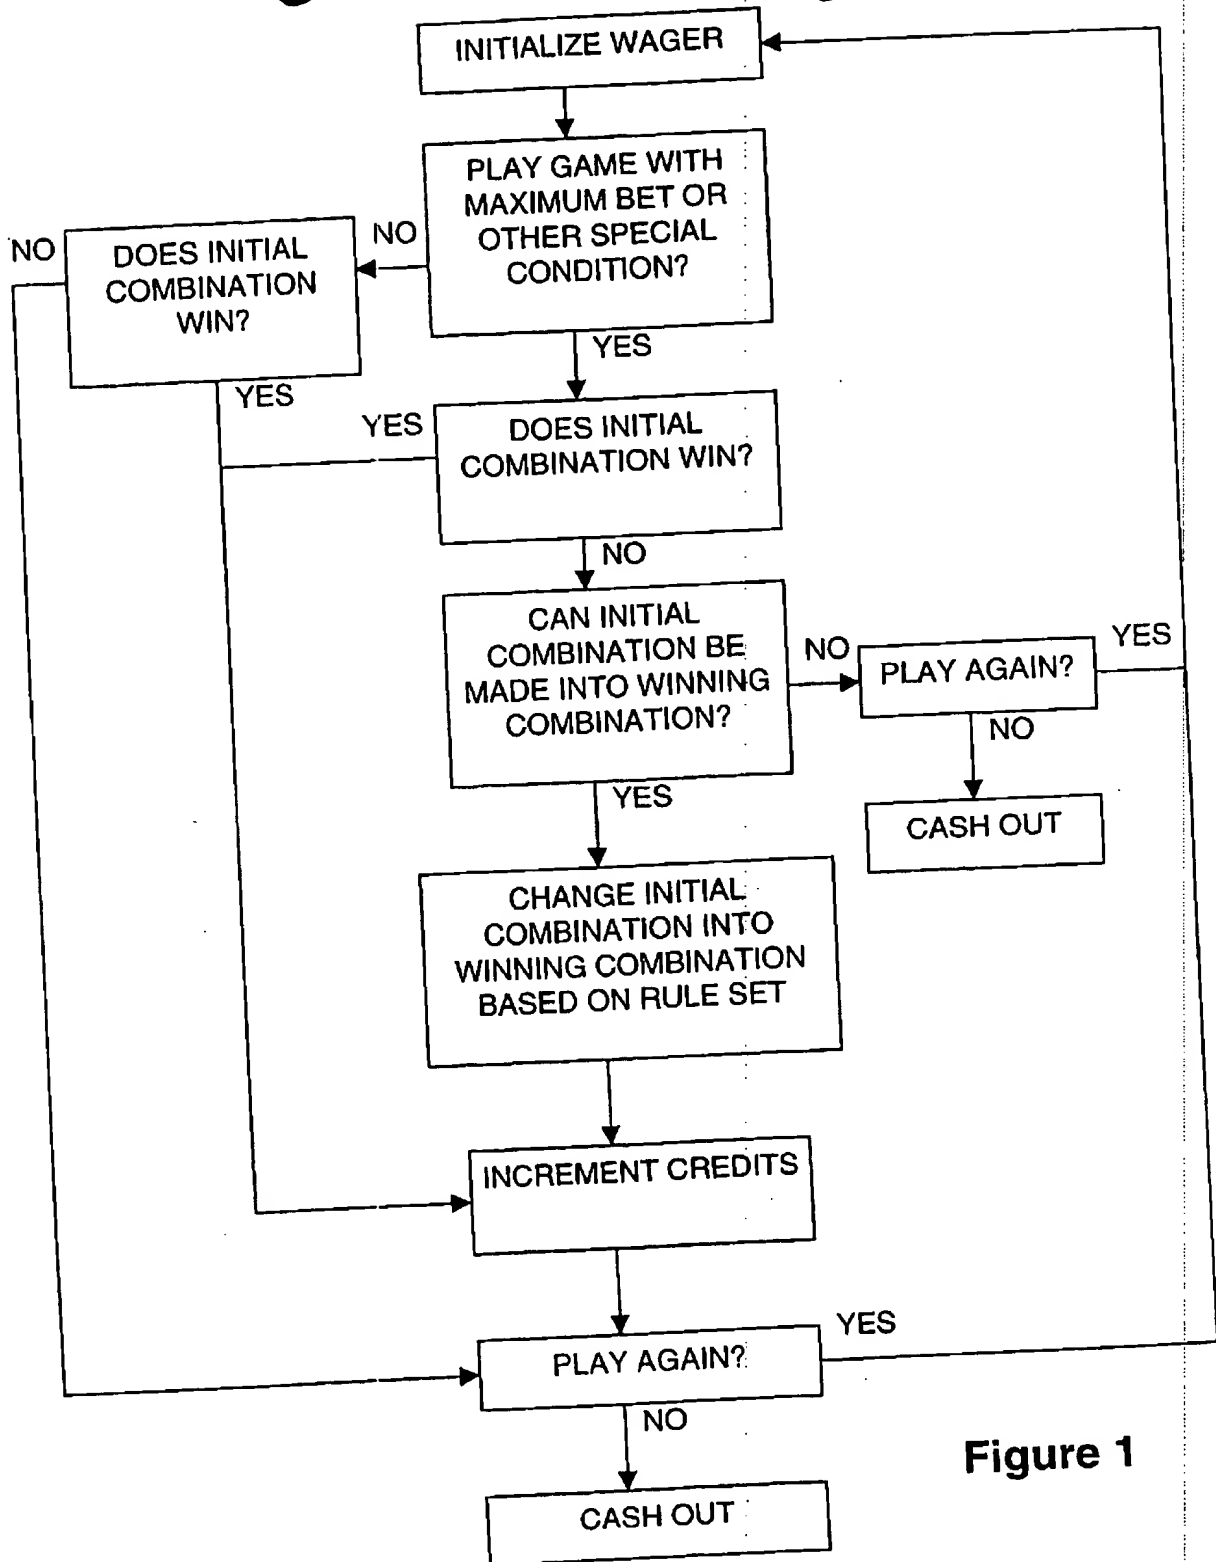 INITIALIZE WAGER
PLAY GAME WITH
MAXIMUM BET OR
OTHER SPECIAL
CONDITION?
NO
NO
DOES INITIAL
COMBINATION
WIN?
YES
YES
YES
DOES INITIAL
COMBINATION WIN?
NO
CAN INITIAL
COMBINATION BE
MADE INTO WINNING
COMBINATION?
NO
PLAY AGAIN?
YES
NO
YES
CASH OUT
CHANGE INITIAL
COMBINATION INTO
WINNING COMBINATION
BASED ON RULE SET
INCREMENT CREDITS
PLAY AGAIN?
YES
NO
Figure 1
CASH OUT